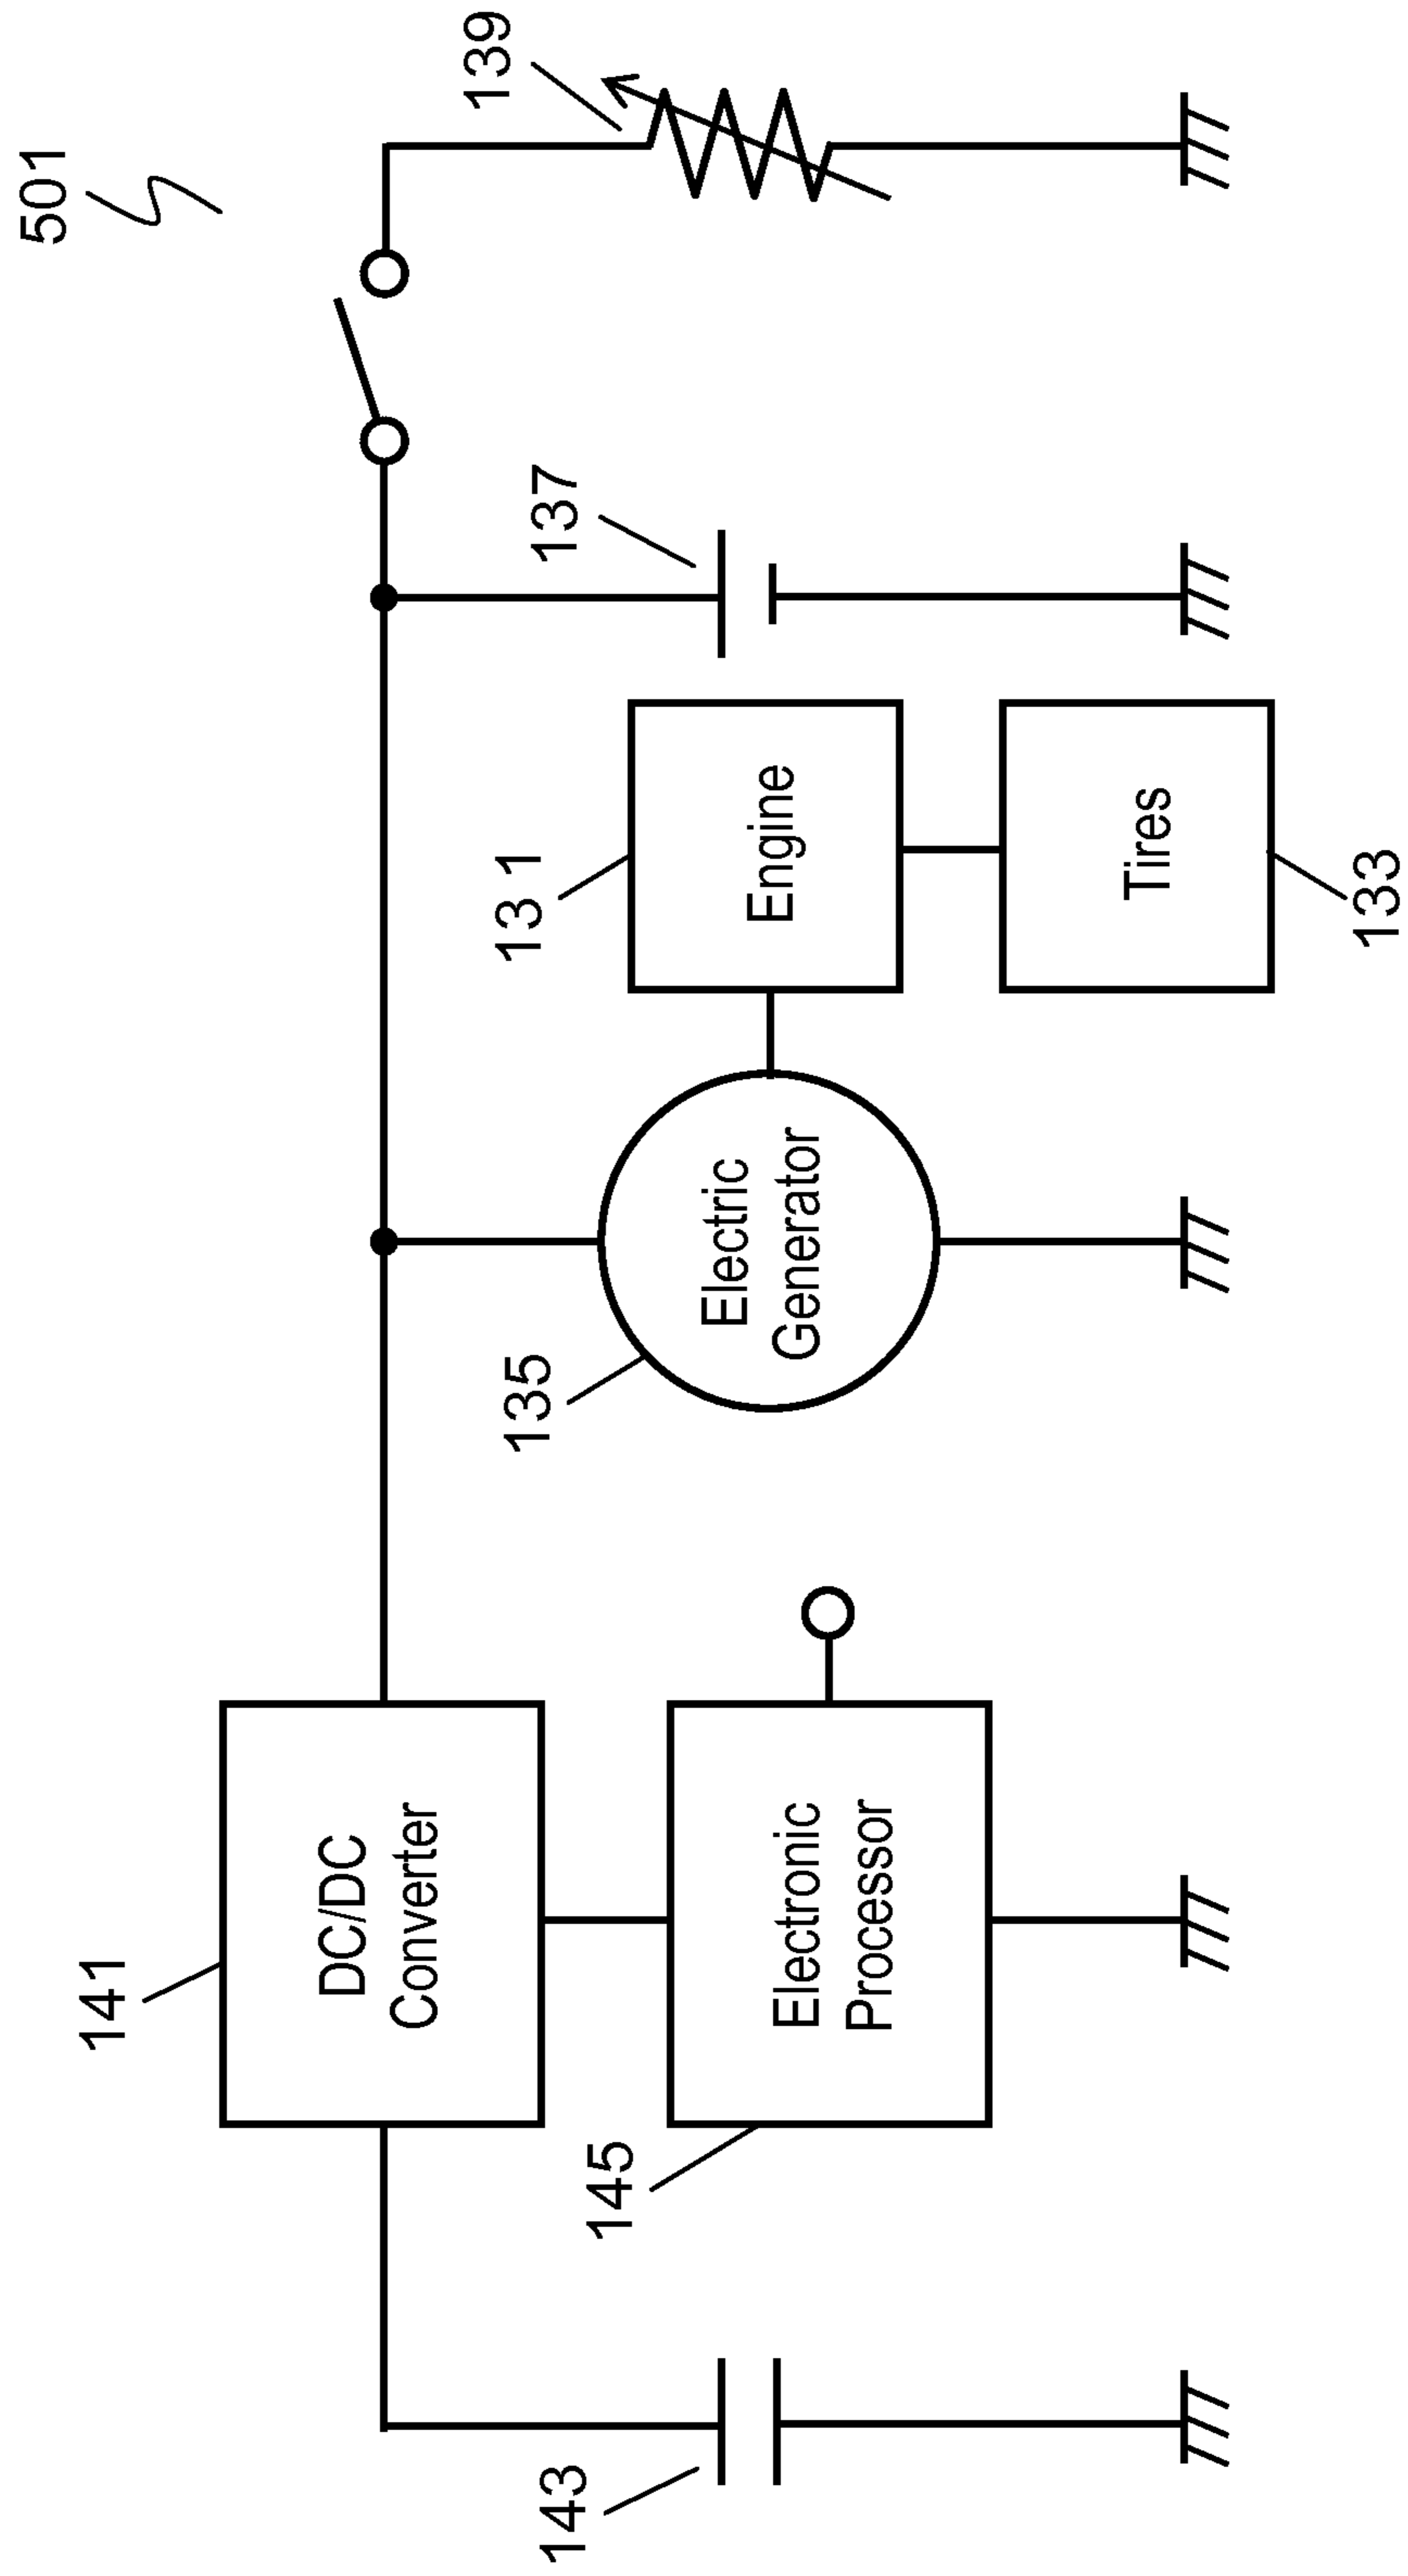 501
141
DC/DC
Converter
143
145
Electronic
Processor
135
Electric
Generator
13 1
Engine
137
139
Tires
133